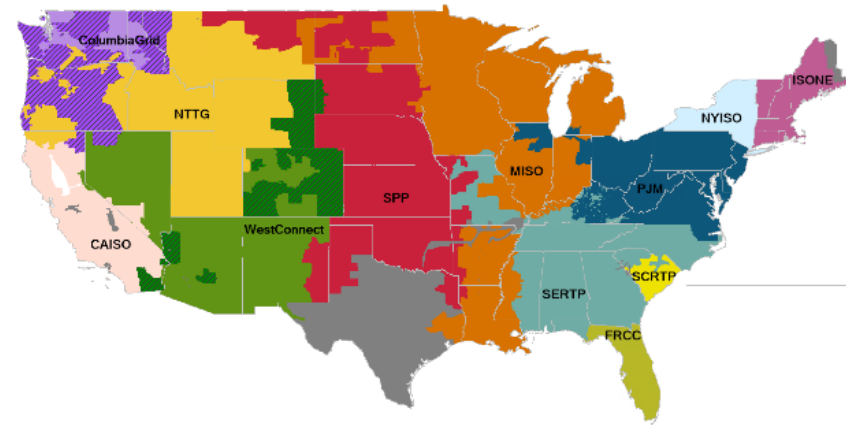 ColumbiaGrid
ISONE
NTTG
NYISO
MISO
PJM
SPP
WestConnect
CAISO
SCRTP
SERTP
FRCC